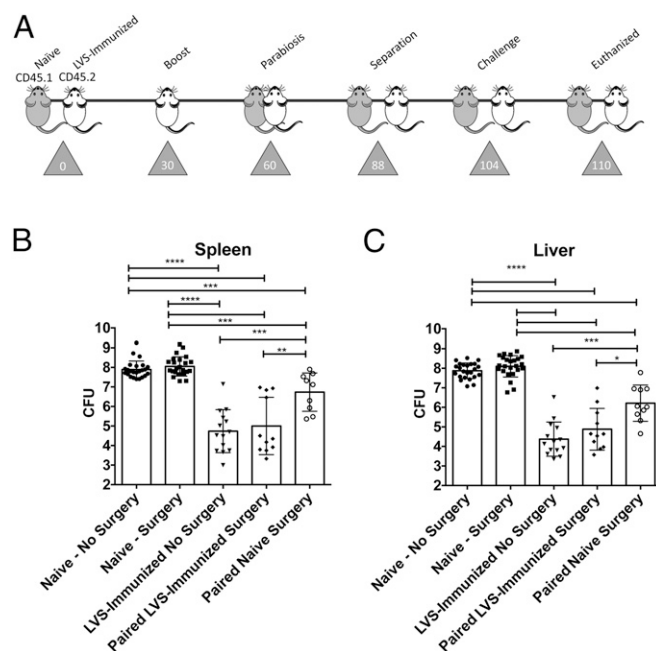 A
Naïve
CD45.1
LVS-Immunized
CD45.2
Boost
Parabiosis
Separation
Challenge
Euthanized
0
30
60
88
104
110
B
Spleen
****
***
****
***
***
**
CFU
10
9
8
7
6
5
4
3
2
Naive - No Surgery
Naive - Surgery
LVS-Immunized No Surgery
Paired LVS-Immunized Surgery
Paired Naive Surgery
C
Liver
****
***
*
CFU
10
9
8
7
6
5
4
3
2
Naive - No Surgery
Naive - Surgery
LVS-Immunized No Surgery
Paired LVS-Immunized Surgery
Paired Naive Surgery